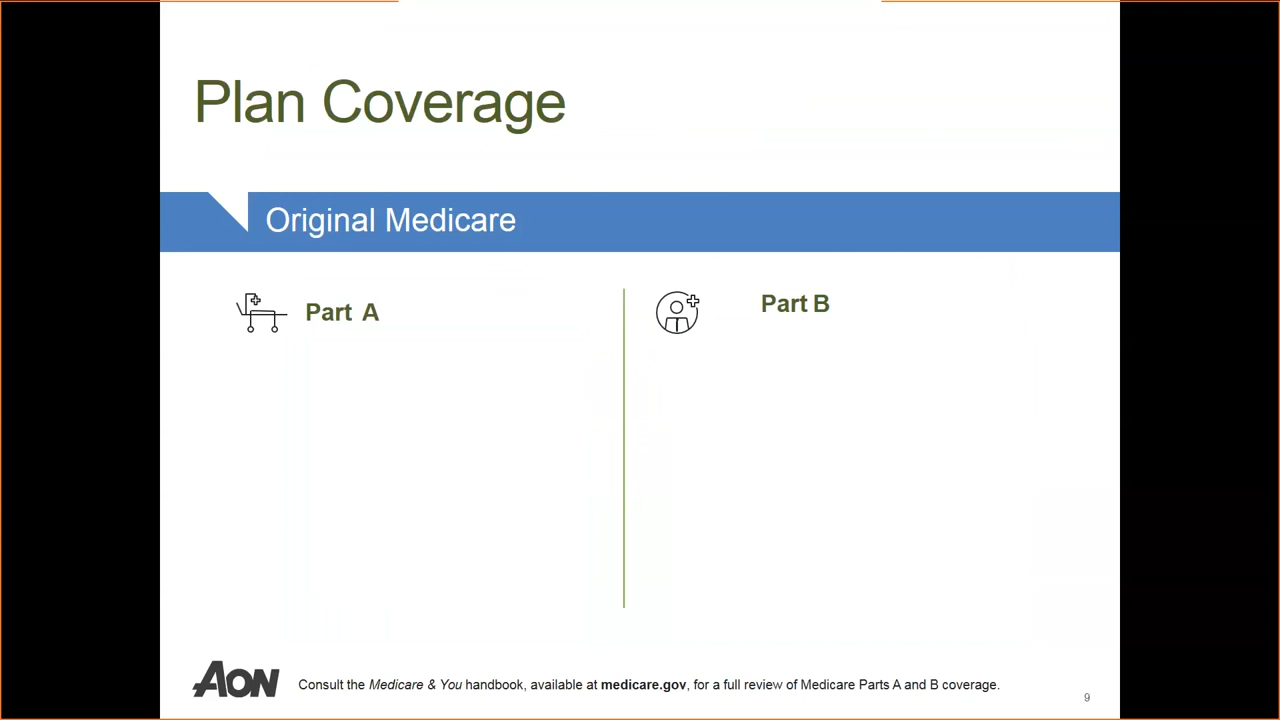 Plan Coverage
Original Medicare
Part A
Part B
AON
Consult the Medicare & You handbook, available at medicare.gov, for a full review of Medicare Parts A and B coverage.
9